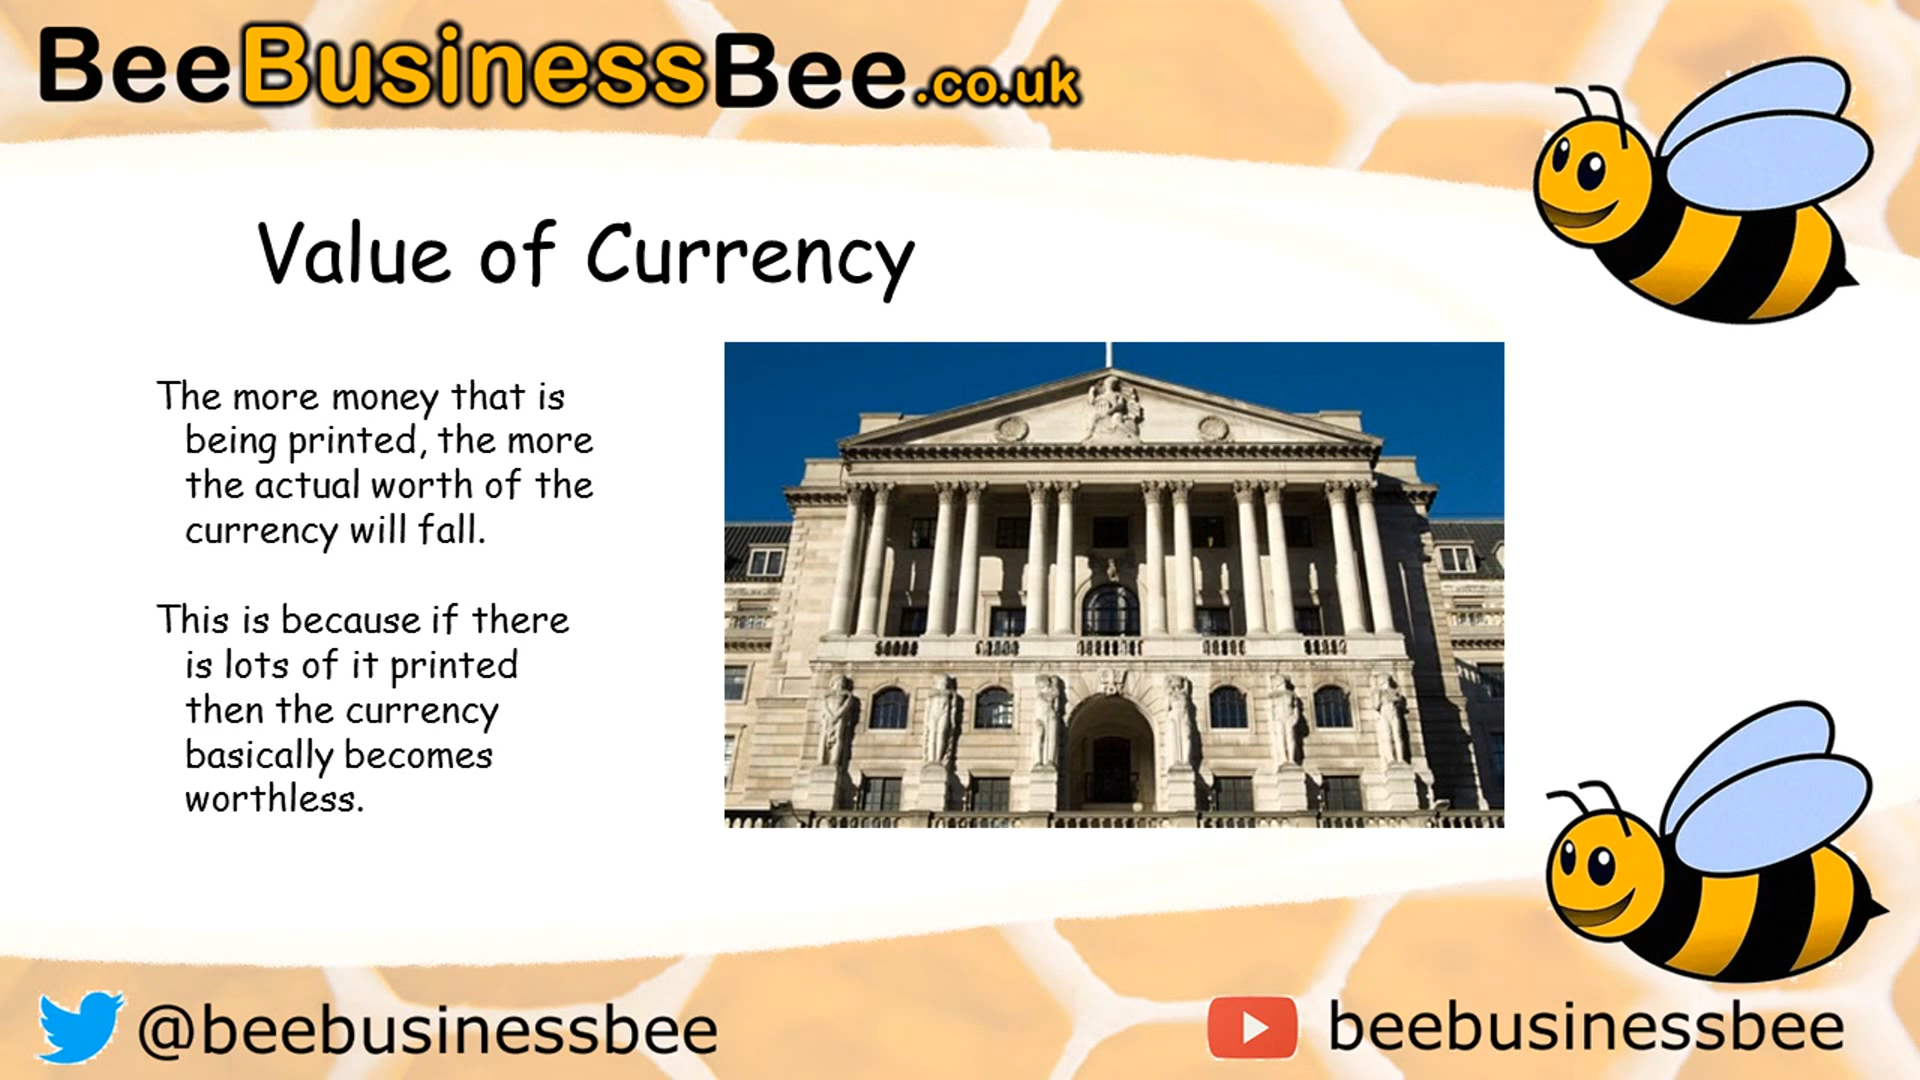 BeeBusinessBee.co.uk
Value of Currency
The more money that is
being printed, the more
the actual worth of the
currency will fall.
This is because if there
is lots of it printed
then the currency
basically becomes
worthless.
@beebusinessbee
beebusinessbee